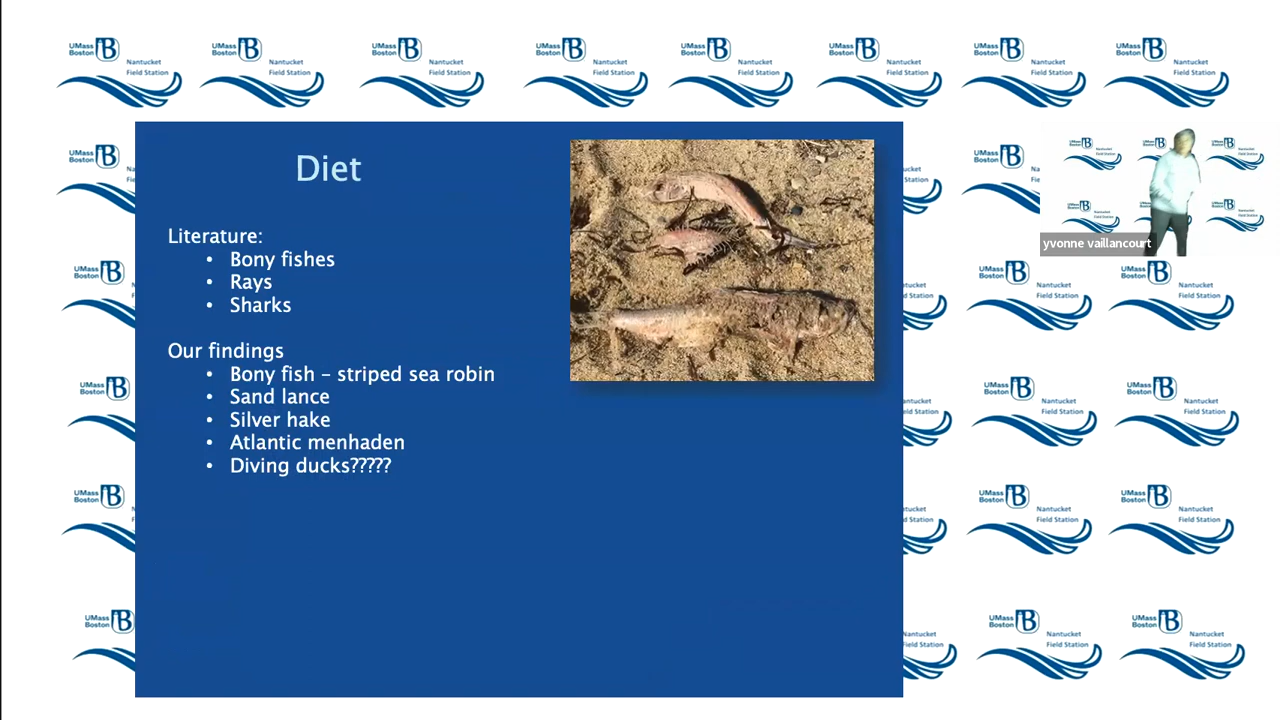 UMass
Boston
Nantucket
Field Station
Diet
Literature:
• Bony fishes
• Rays
• Sharks
Our findings
• Bony fish – striped sea robin
• Sand lance
• Silver hake
• Atlantic menhaden
• Diving ducks?????
yvonne vaillancourt